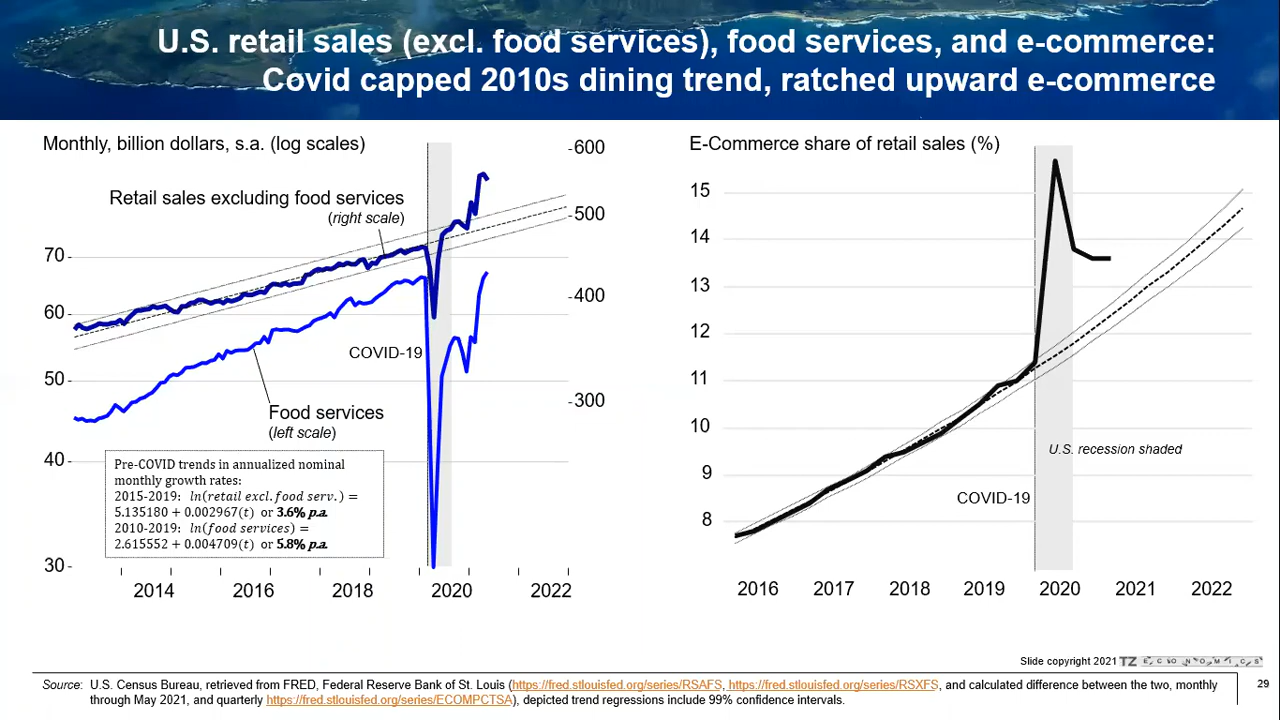 U.S. retail sales (excl. food services), food services, and e-commerce:
Covid capped 2010s dining trend, ratched upward e-commerce
Monthly, billion dollars, s.a. (log scales)
600
Retail sales excluding food services
(right scale)
500
70
400
60
COVID-19
50
300
Food services
(left scale)
40
Pre-COVID trends in annualized nominal
monthly growth rates:
2015-2019: ln(retail excl. food serv.) =
5.135180 + 0.002967(t) or 3.6% p.a.
2010-2019: ln(food services) =
2.615552 + 0.004709(t) or 5.8% p.a.
30
2014 2016 2018 2020 2022
E-Commerce share of retail sales (%)
15
14
13
12
11
10
9
8
U.S. recession shaded
COVID-19
2016 2017 2018 2019 2020 2021 2022
Slide copyright 2021 TZ ECONOMICS
Source: U.S. Census Bureau, retrieved from FRED, Federal Reserve Bank of St. Louis (https://fred.stlouisfed.org/series/RSAFS, https://fred.stlouisfed.org/series/RSXFS, and calculated difference between the two, monthly
through May 2021, and quarterly https://fred.stlouisfed.org/series/ECOMPCTSA), depicted trend regressions include 99% confidence intervals.
29